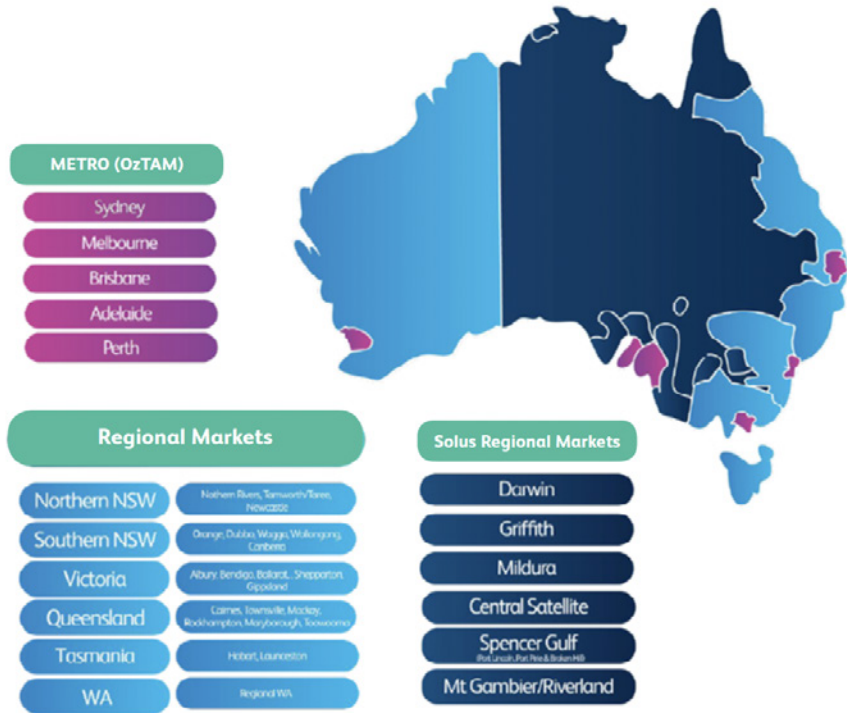 METRO (OzTAM)
Sydney
Melbourne
Brisbane
Adelaide
Perth
Regional Markets
Northern NSW
Northern Rivers, Tamworth/Taree,
Newcastle
Southern NSW
Orange, Dubbo, Wagga, Wollongong,
Canberra
Victoria
Albury, Bendigo, Ballarat,.. Shepparton,
Gippsland
Queensland
Cairnes, Townsville, Mackay,
Rockhampton, Maryborough, Toowooma
Tasmania
Hobart, Launceston
WA
Regional WA
Solus Regional Markets
Darwin
Griffith
Mildura
Central Satellite
Spencer Gulf
(Port Lincoln, Port Pirie & Broken Hill)
Mt Gambier/Riverland